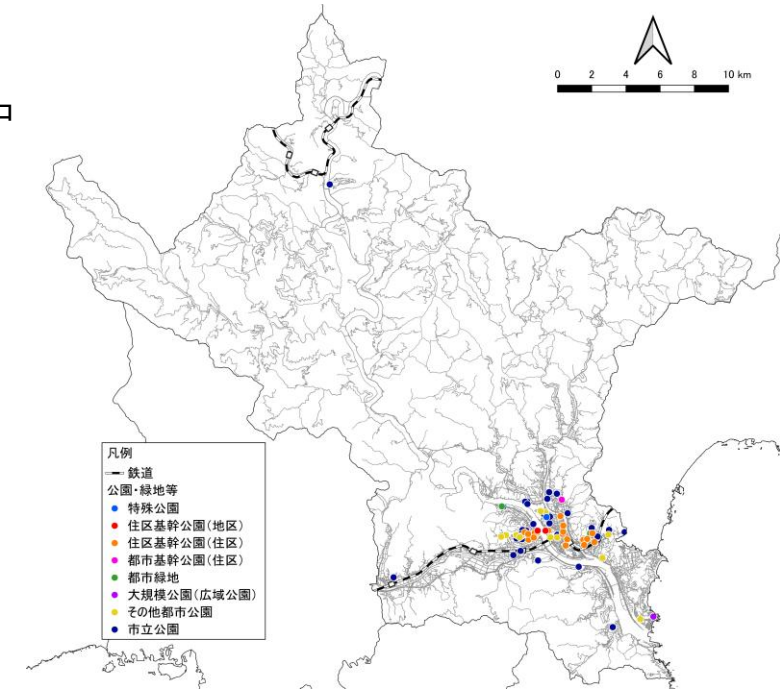 コ
0 2 4 6 8 10 km
凡例
鉄道
公園・緑地等
特殊公園
住区基幹公園(地区)
住区基幹公園(住区)
都市基幹公園(住区)
都市緑地
大規模公園(広域公園)
その他都市公園
市立公園